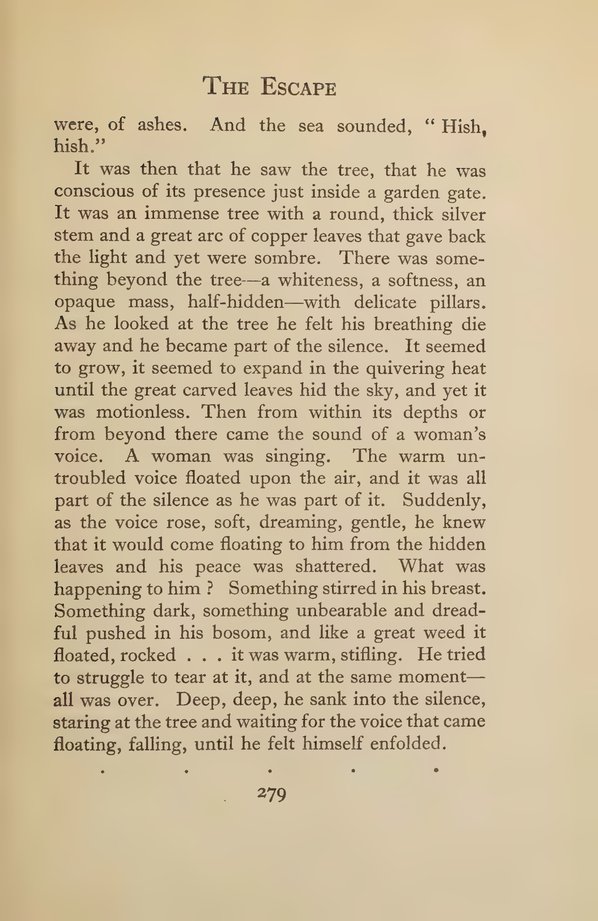 The Escape
were, of ashes. And the sea sounded, “ Hish,
hish.”
It was then that he saw the tree, that he was
conscious of its presence just inside a garden gate.
It was an immense tree with a round, thick silver
stem and a great arc of copper leaves that gave back
the light and yet were sombre. There was some-
thing beyond the tree—a whiteness, a softness, an
opaque mass, half-hidden—with delicate pillars.
As he looked at the tree he felt his breathing die
away and he became part of the silence. It seemed
to grow, it seemed to expand in the quivering heat
until the great carved leaves hid the sky, and yet it
was motionless. Then from within its depths or
from beyond there came the sound of a woman’s
voice. A woman was singing. The warm un-
troubled voice floated upon the air, and it was all
part of the silence as he was part of it. Suddenly,
as the voice rose, soft, dreaming, gentle, he knew
that it would come floating to him from the hidden
leaves and his peace was shattered. What was
happening to him ? Something stirred in his breast.
Something dark, something unbearable and dread-
ful pushed in his bosom, and like a great weed it
floated, rocked . . . it was warm, stifling. He tried
to struggle to tear at it, and at the same moment—
all was over. Deep, deep, he sank into the silence,
staring at the tree and waiting for the voice that came
floating, falling, until he felt himself enfolded.
. . . . .
279